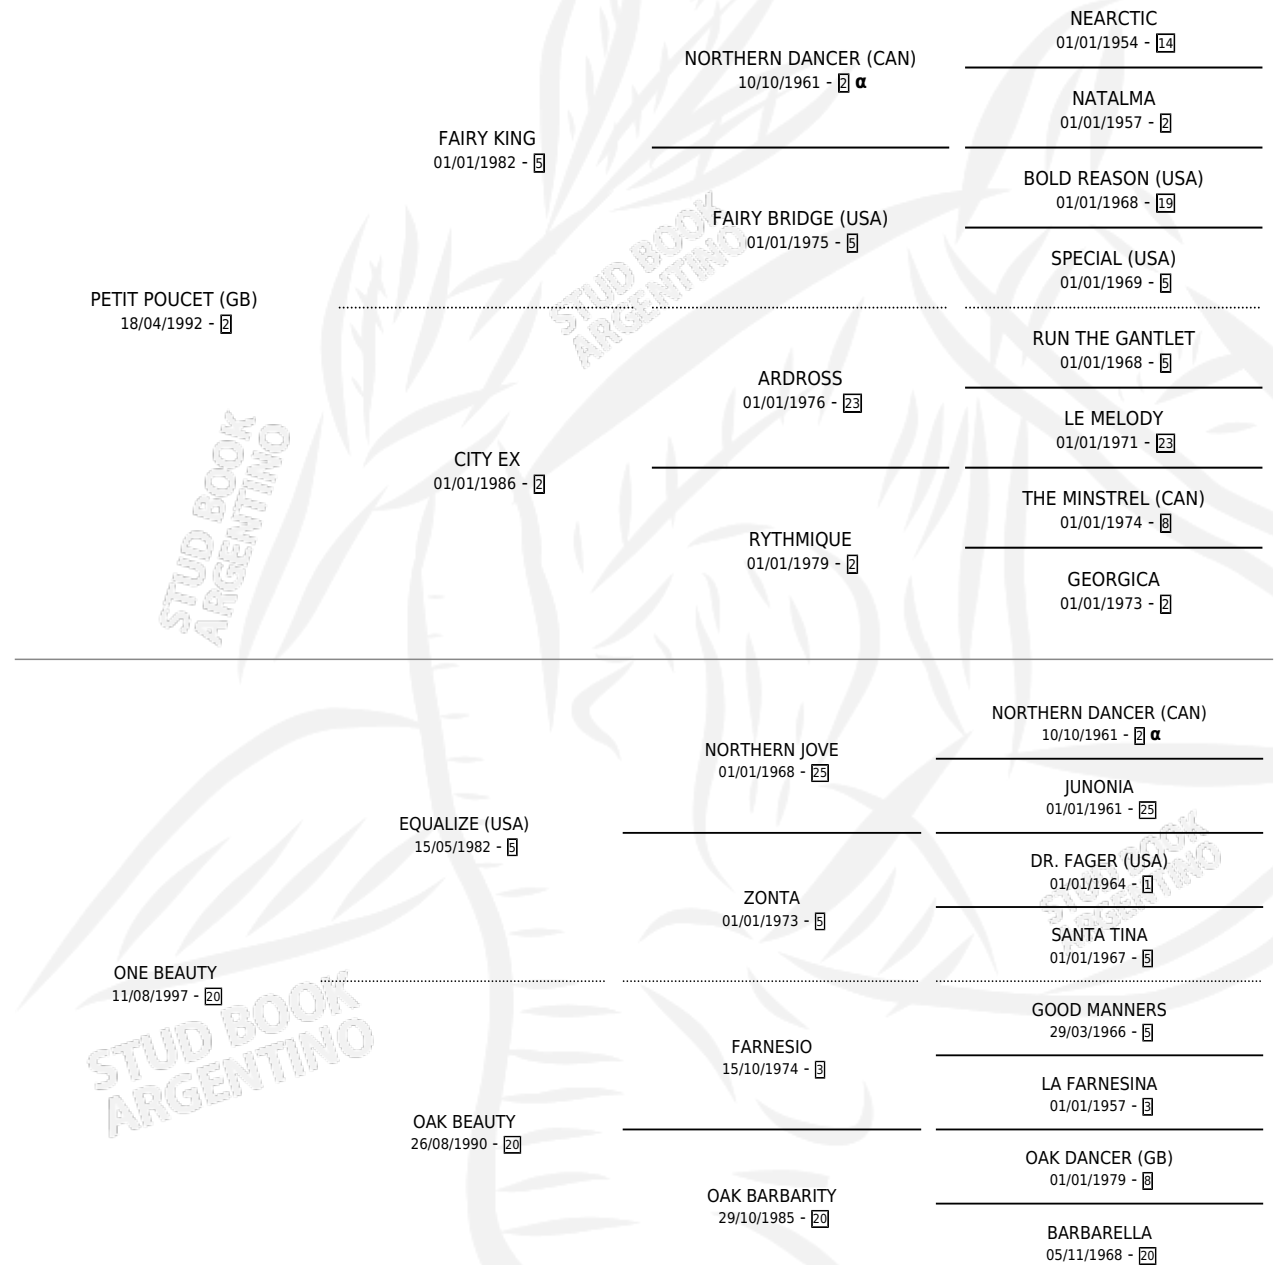 NEARCTIC
01/01/1954 - 14
NORTHERN DANCER (CAN)
10/10/1961 - 2 α
NATALMA
01/01/1957 - 2
FAIRY KING
01/01/1982 - 5
BOLD REASON (USA)
01/01/1968 - 19
FAIRY BRIDGE (USA)
01/01/1975 - 5
SPECIAL (USA)
01/01/1969 - 5
PETIT POUCET (GB)
18/04/1992 - 2
STUD BOOK
ARGENTINO
RUN THE GANTLET
01/01/1968 - 5
ARDROSS
01/01/1976 - 23
LE MELODY
01/01/1971 - 23
CITY EX
01/01/1986 - 2
THE MINSTREL (CAN)
01/01/1974 - 8
RYTHMIQUE
01/01/1979 - 2
GEORGICA
01/01/1973 - 2
STUD BOOK
ARGENTINO
NORTHERN DANCER (CAN)
10/10/1961 - 2 α
NORTHERN JOVE
01/01/1968 - 25
JUNONIA
01/01/1961 - 25
EQUALIZE (USA)
15/05/1982 - 5
DR. FAGER (USA)
01/01/1964 - 1
STUD BOOK
ARGENTINO
ZONTA
01/01/1973 - 5
SANTA TINA
01/01/1967 - 5
ONE BEAUTY
11/08/1997 - 20
STUD BOOK
ARGENTINO
GOOD MANNERS
29/03/1966 - 5
FARNESIO
15/10/1974 - 3
LA FARNESINA
01/01/1957 - 3
OAK BEAUTY
26/08/1990 - 20
OAK DANCER (GB)
01/01/1979 - 8
OAK BARBARITY
29/10/1985 - 20
BARBARELLA
05/11/1968 - 20